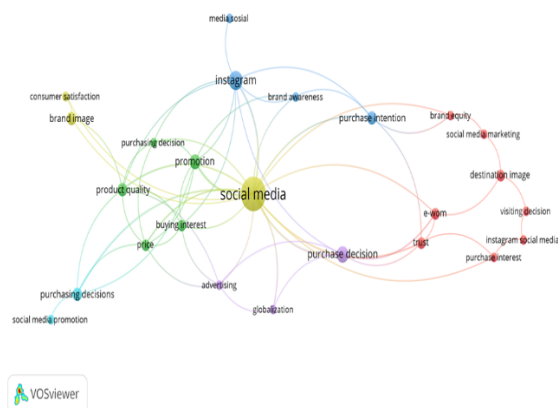 media sosial
instagram
consumer satisfaction
brand awareness
brand image
purchase intention
brand equity
social media marketing
purchasing decision
promotion
destination image
product quality
social media
visiting decision
e-wom
buying interest
price
trust
instagram social media
purchase decision
purchase interest
advertising
purchasing decisions
globalization
social media promotion
VOSviewer